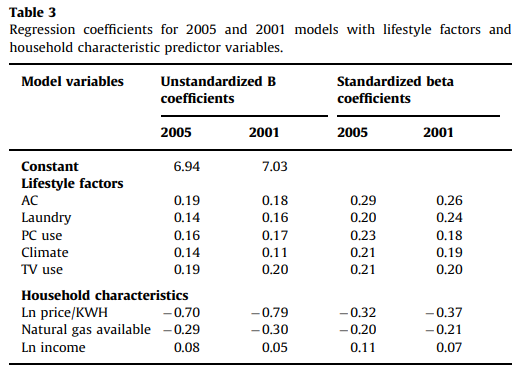 Table 3
Regression coefficients for 2005 and 2001 models with lifestyle factors and
household characteristic predictor variables.
Model variables Unstandardized B Standardized beta
coefficients coefficients
2005 2001 2005 2001
Constant 6.94 7.03
Lifestyle factors
AC 0.19 0.18 0.29 0.26
Laundry 0.14 0.16 0.20 0.24
PC use 0.16 0.17 0.23 0.18
Climate 0.14 0.11 0.21 0.19
TV use 0.19 0.20 0.21 0.20
Household characteristics
Ln price/KWH −0.70 −0.79 −0.32 −0.37
Natural gas available −0.29 −0.30 −0.20 −0.21
Ln income 0.08 0.05 0.11 0.07